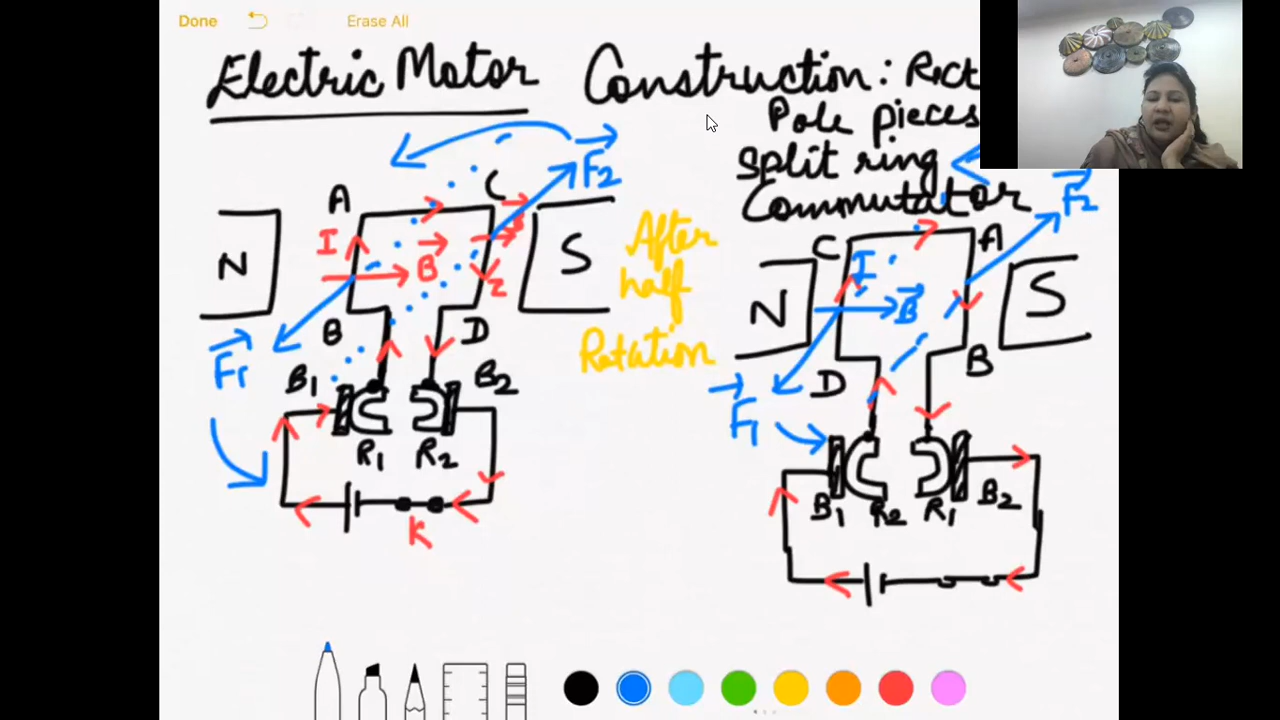 Done Erase All
Electric Motor
Construction: Rect
Pole pieces
Split ring
Commutator
F2
A C
I B
N S
B D
I
F1
B1 B2
R1 R2
K
After
half
Rotation
F2
C A
I B
N S
D B
F1
B1 R2 R1 B2